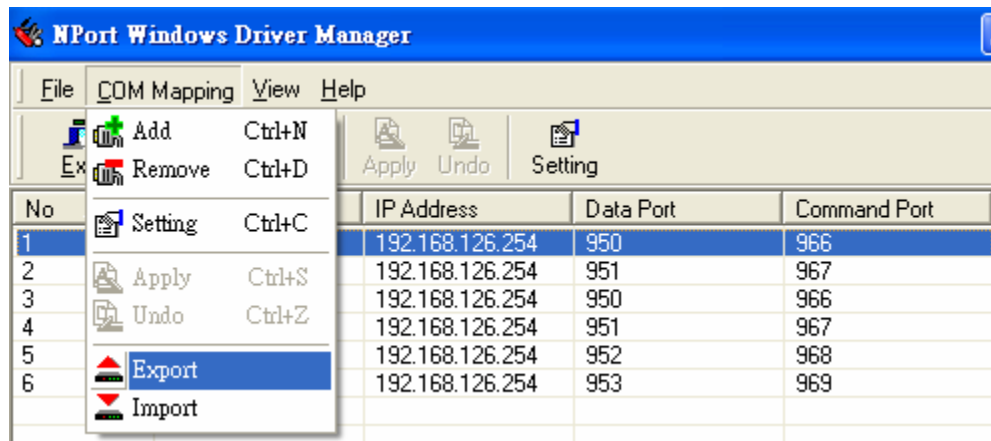 NPort Windows Driver Manager
File COM Mapping View Help
Add Ctrl+N
Remove Ctrl+D
Setting Ctrl+C
Apply Ctrl+S
Undo Ctrl+Z
Export
Import
Apply Undo Setting
No IP Address Data Port Command Port
1 192.168.126.254 950 966
2 192.168.126.254 951 967
3 192.168.126.254 950 966
4 192.168.126.254 951 967
5 192.168.126.254 952 968
6 192.168.126.254 953 969